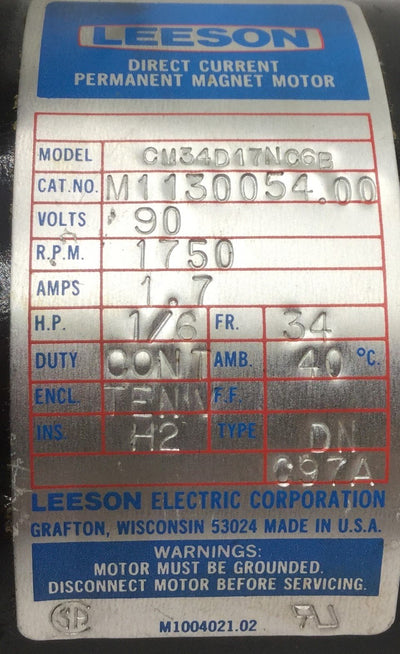 LEESON
DIRECT CURRENT
PERMANENT MAGNET MOTOR
MODEL CM34D17NC6B
CAT.NO. M1130054.00
VOLTS 90
R.P.M. 1750
AMPS 1.7
H.P. 1/6 FR. 34
DUTY CONT AMB. 40 °C.
ENCL. TENV F.F.
INS. H2 TYPE DN
C97A
LEESON ELECTRIC CORPORATION
GRAFTON, WISCONSIN 53024 MADE IN U.S.A.
WARNINGS:
MOTOR MUST BE GROUNDED.
DISCONNECT MOTOR BEFORE SERVICING.
M1004021.02